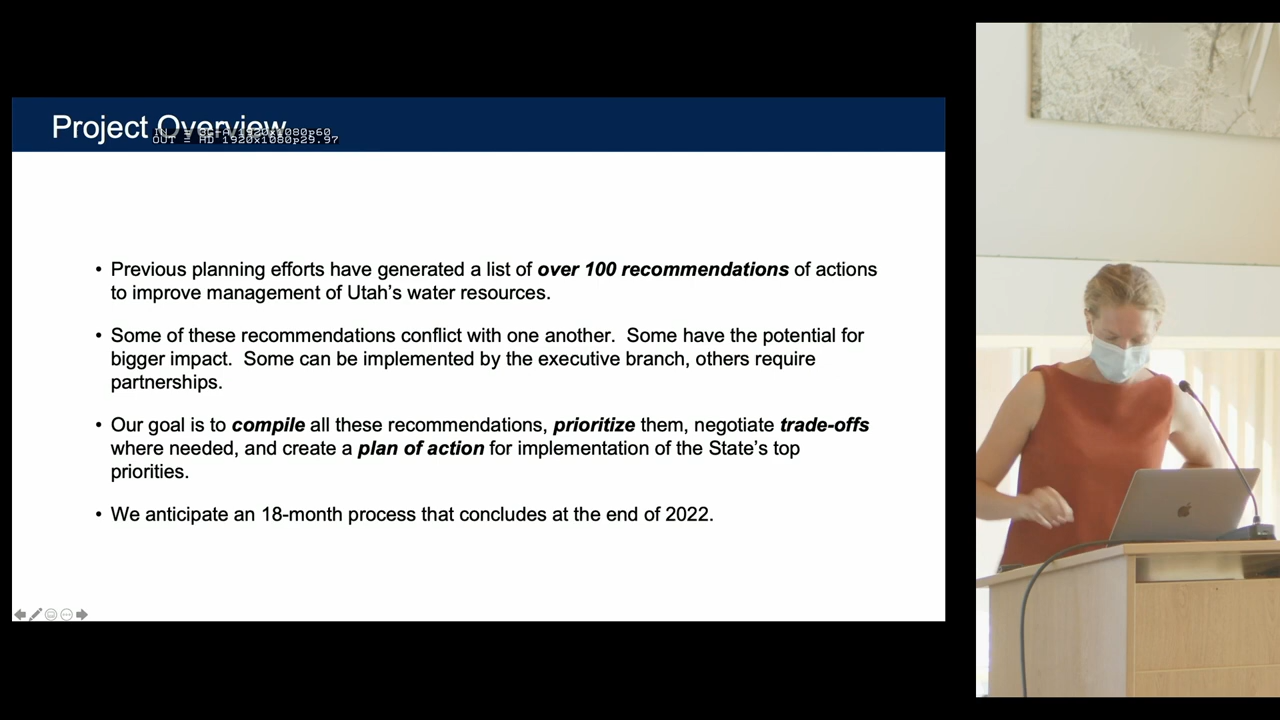 Project Overview
OUT = HD 1920x1080p29.97
• Previous planning efforts have generated a list of over 100 recommendations of actions
to improve management of Utah's water resources.
• Some of these recommendations conflict with one another. Some have the potential for
bigger impact. Some can be implemented by the executive branch, others require
partnerships.
• Our goal is to compile all these recommendations, prioritize them, negotiate trade-offs
where needed, and create a plan of action for implementation of the State's top
priorities.
• We anticipate an 18-month process that concludes at the end of 2022.